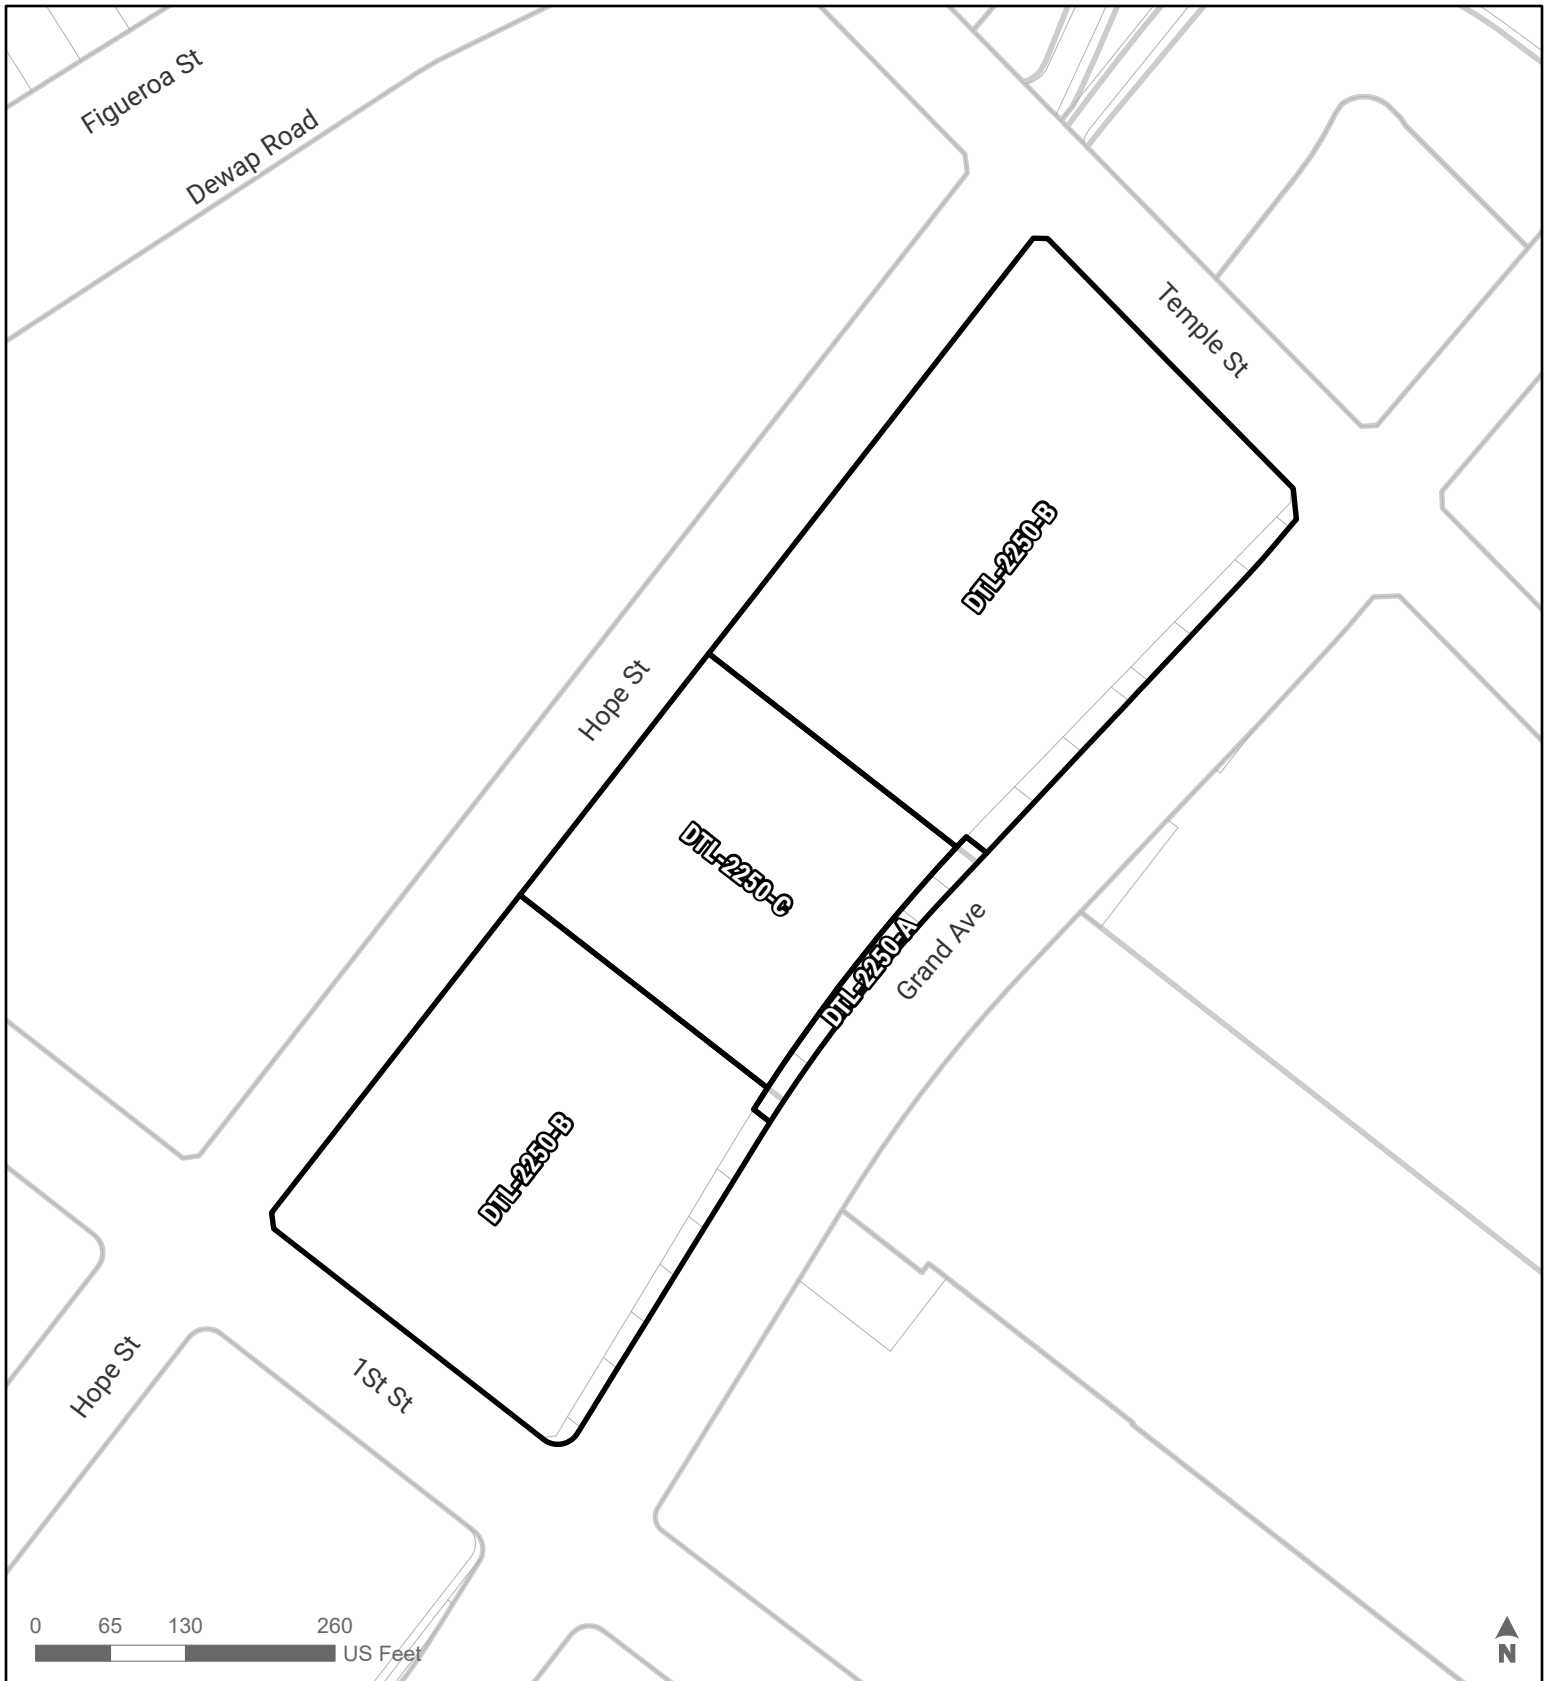 Figueroa St
Dewap Road
Temple St
DTL-2250-B
Hope St
DTL-2250-C
DTL-2250-A
Grand Ave
DTL-2250-B
Hope St
1St St
0 65 130 260
US Feet
N